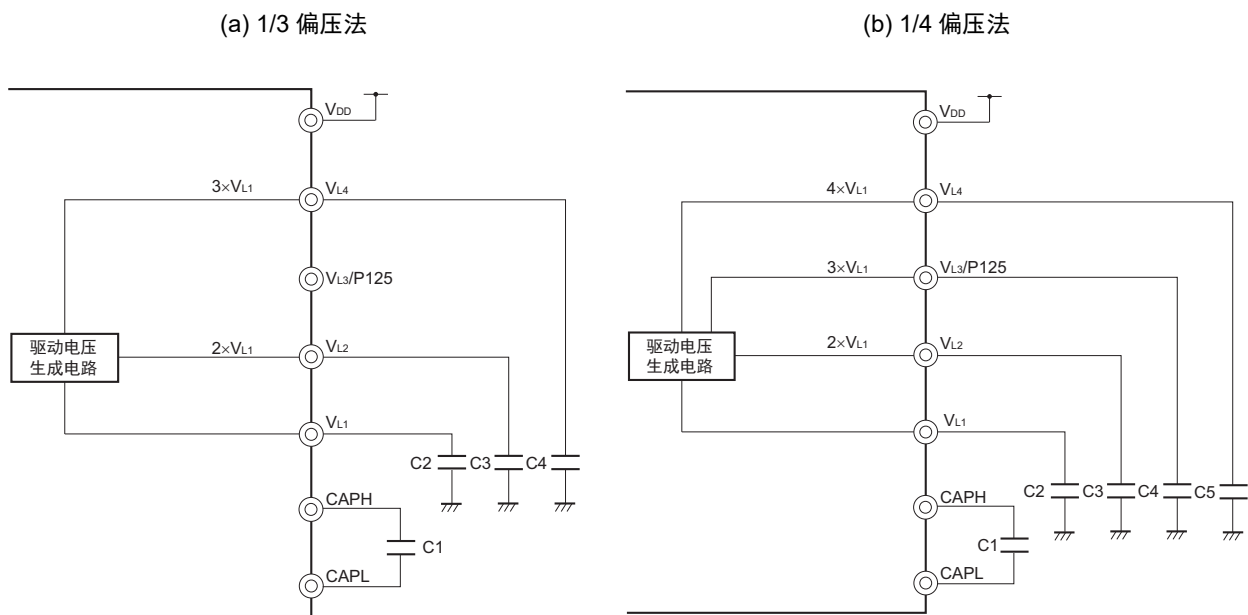 (a) 1/3 偏压法
VDD
3×VL1
VL4
VL3/P125
驱动电压
生成电路
2×VL1
VL2
VL1
C2
C3
C4
CAPH
C1
CAPL
(b) 1/4 偏压法
VDD
4×VL1
VL4
3×VL1
VL3/P125
驱动电压
生成电路
2×VL1
VL2
VL1
C2
C3
C4
C5
CAPH
C1
CAPL